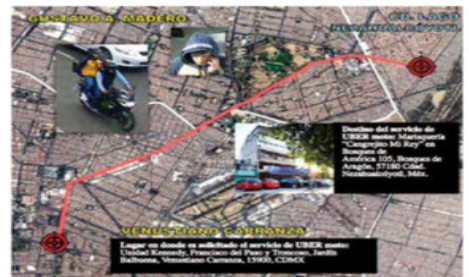 GUSTAVO A. MADERO
CD. LAGO
NEZAHUALCÓYOTL
Destino del servicio de
UBER moto: Marisquería
"Cangrejito Mi Rey" en
Bosques de
América 105, Bosques de
Aragón, 57180 Cdad.
Nezahualcóyotl, Méx.
VENUSTIANO CARRANZA
Lugar en donde es solicitado el servicio de UBER moto:
Unidad Kennedy, Francisco del Paso y Troncoso, Jardín
Balbuena, Venustiano Carranza, 15900, CDMX